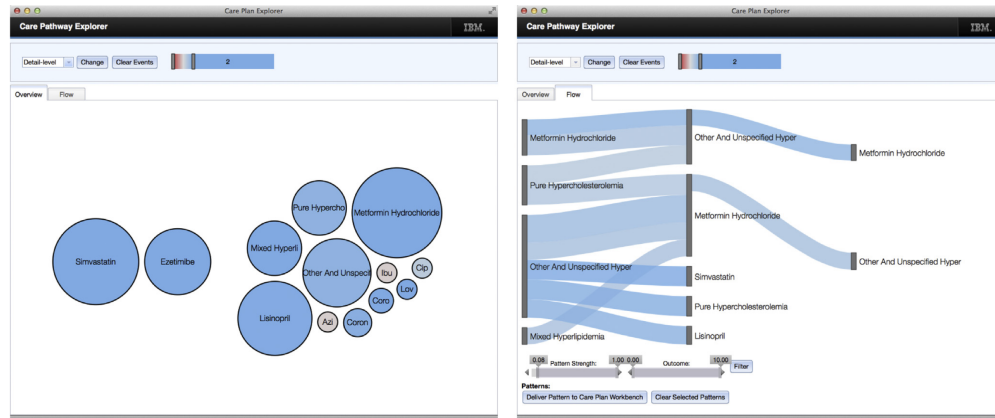 Care Plan Explorer
Care Pathway Explorer
IBM.
Detail-level
Change
Clear Events
2
Overview
Flow
Simvastatin
Ezetimibe
Pure Hypercho
Metformin Hydrochloride
Mixed Hyperli
Other And Unspecif
Ibu
Cip
Lov
Coro
Lisinopril
Azi
Coron
Care Plan Explorer
Care Pathway Explorer
IBM.
Detail-level
Change
Clear Events
2
Overview
Flow
Metformin Hydrochloride
Other And Unspecified Hyper
Metformin Hydrochloride
Pure Hypercholesterolemia
Metformin Hydrochloride
Other And Unspecified Hyper
Other And Unspecified Hyper
Simvastatin
Pure Hypercholesterolemia
Mixed Hyperlipidemia
Lisinopril
0.08
Pattern Strength:
1.00
0.00
Outcome:
10.00
Filter
Patterns:
Deliver Pattern to Care Plan Workbench
Clear Selected Patterns